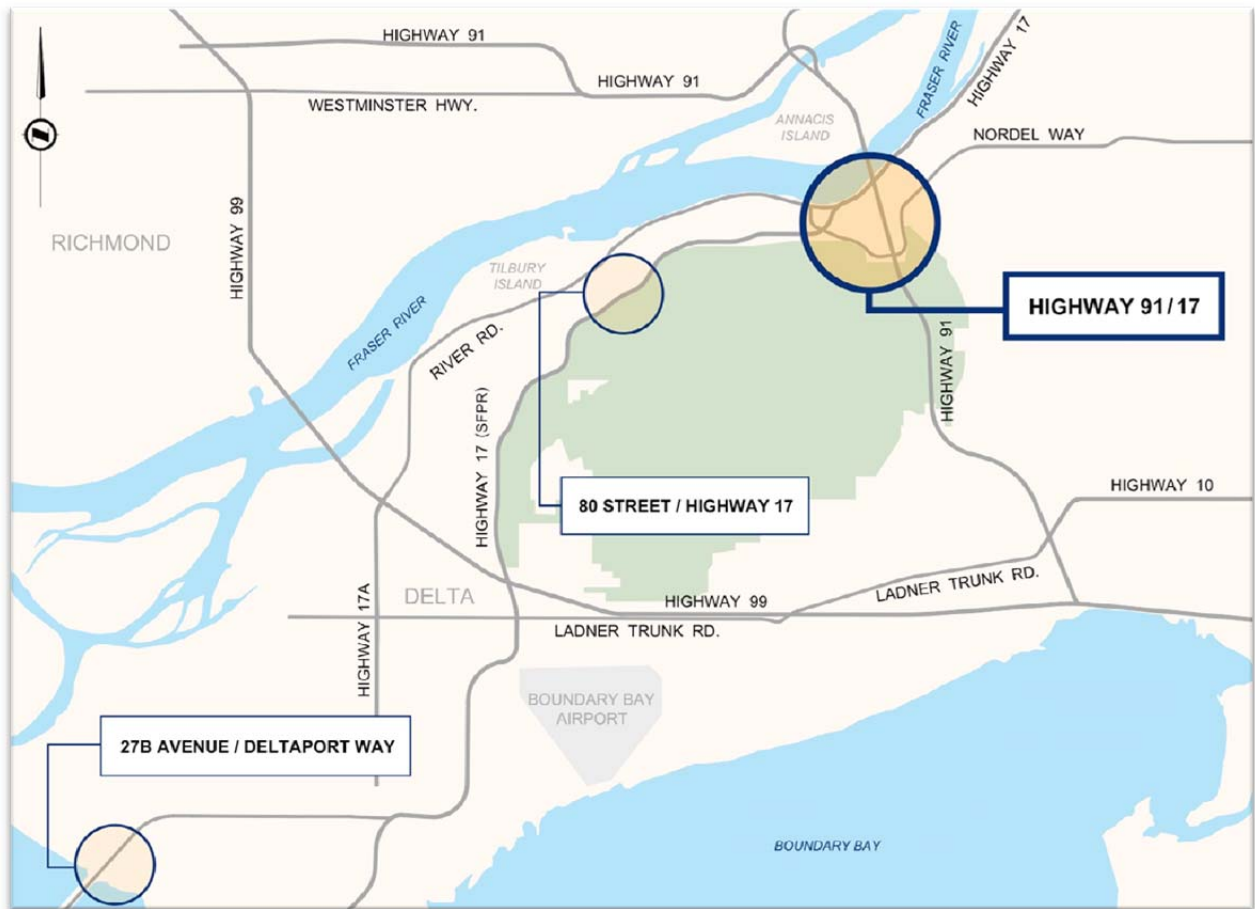 HIGHWAY 91
HIGHWAY 91
WESTMINSTER HWY.
FRASER RIVER
HIGHWAY 17
ANNACIS
ISLAND
NORDEL WAY
HIGHWAY 99
RICHMOND
TILBURY
ISLAND
HIGHWAY 91/17
FRASER RIVER
RIVER RD.
HIGHWAY 91
HIGHWAY 17 (SFPR)
HIGHWAY 10
80 STREET / HIGHWAY 17
HIGHWAY 17A
DELTA
LADNER TRUNK RD.
HIGHWAY 99
LADNER TRUNK RD.
BOUNDARY BAY
AIRPORT
27B AVENUE / DELTAPORT WAY
BOUNDARY BAY